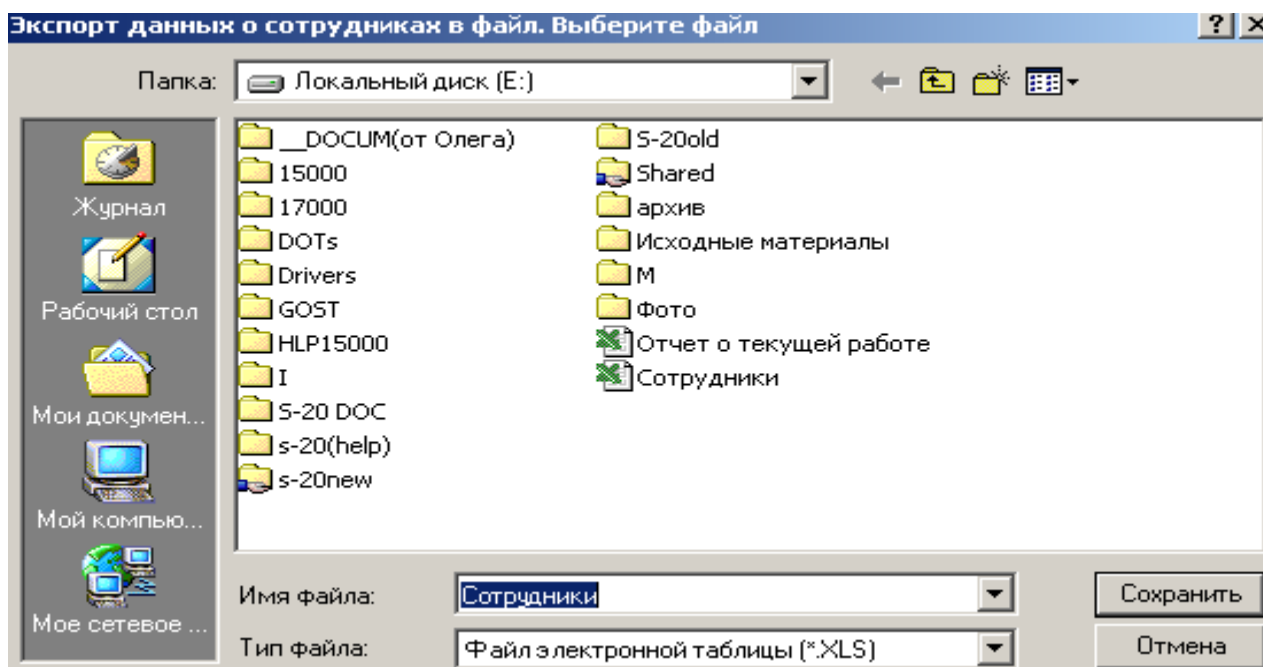 Экспорт данных о сотрудниках в файл. Выберите файл
Папка: Локальный диск (E:)
Журнал
Рабочий стол
Мои докумен...
Мой компью...
Мое сетевое ...
__DOCUM(от Олега)
15000
17000
DOTs
Drivers
GOST
HLP15000
I
S-20 DOC
s-20(help)
s-20new
S-20old
Shared
архив
Исходные материалы
М
Фото
Отчет о текущей работе
Сотрудники
Имя файла: Сотрудники Сохранить
Тип файла: Файл электронной таблицы (*.XLS) Отмена